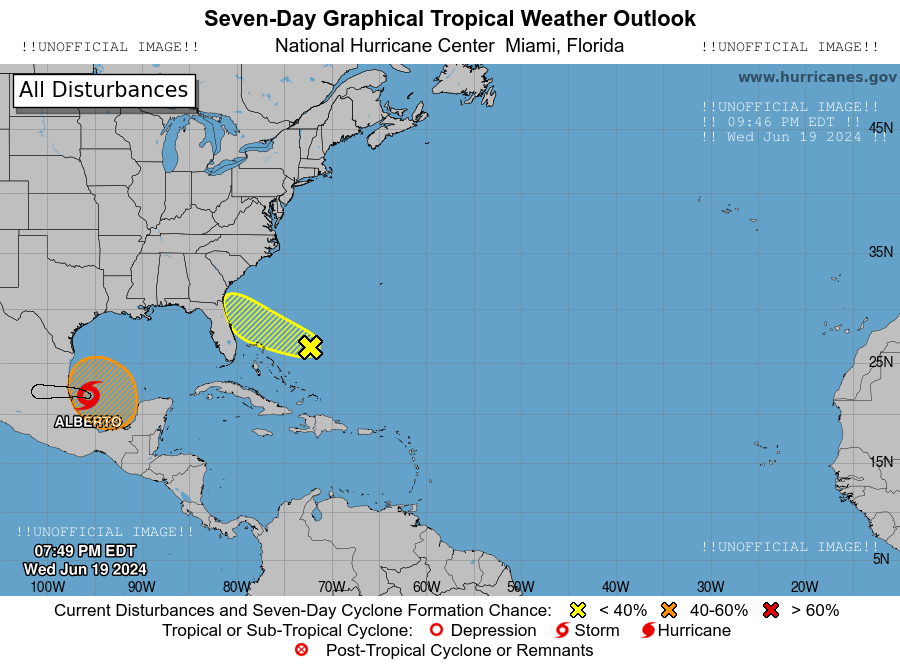 Seven-Day Graphical Tropical Weather Outlook
!!UNOFFICIAL IMAGE!! National Hurricane Center Miami, Florida !!UNOFFICIAL IMAGE!!
www.hurricanes.gov
All Disturbances
!!UNOFFICIAL IMAGE!!
!! 09:46 PM EDT !!
!! Wed Jun 19 2024 !!
45N
35N
25N
ALBERTO
15N
!!UNOFFICIAL IMAGE!!
!!UNOFFICIAL IMAGE!!
07:49 PM EDT
5N
Wed Jun 19 2024
100W 90W 80W 70W 60W 50W 40W 30W 20W
Current Disturbances and Seven-Day Cyclone Formation Chance: < 40% 40-60% > 60%
Tropical or Sub-Tropical Cyclone: Depression Storm Hurricane
Post-Tropical Cyclone or Remnants